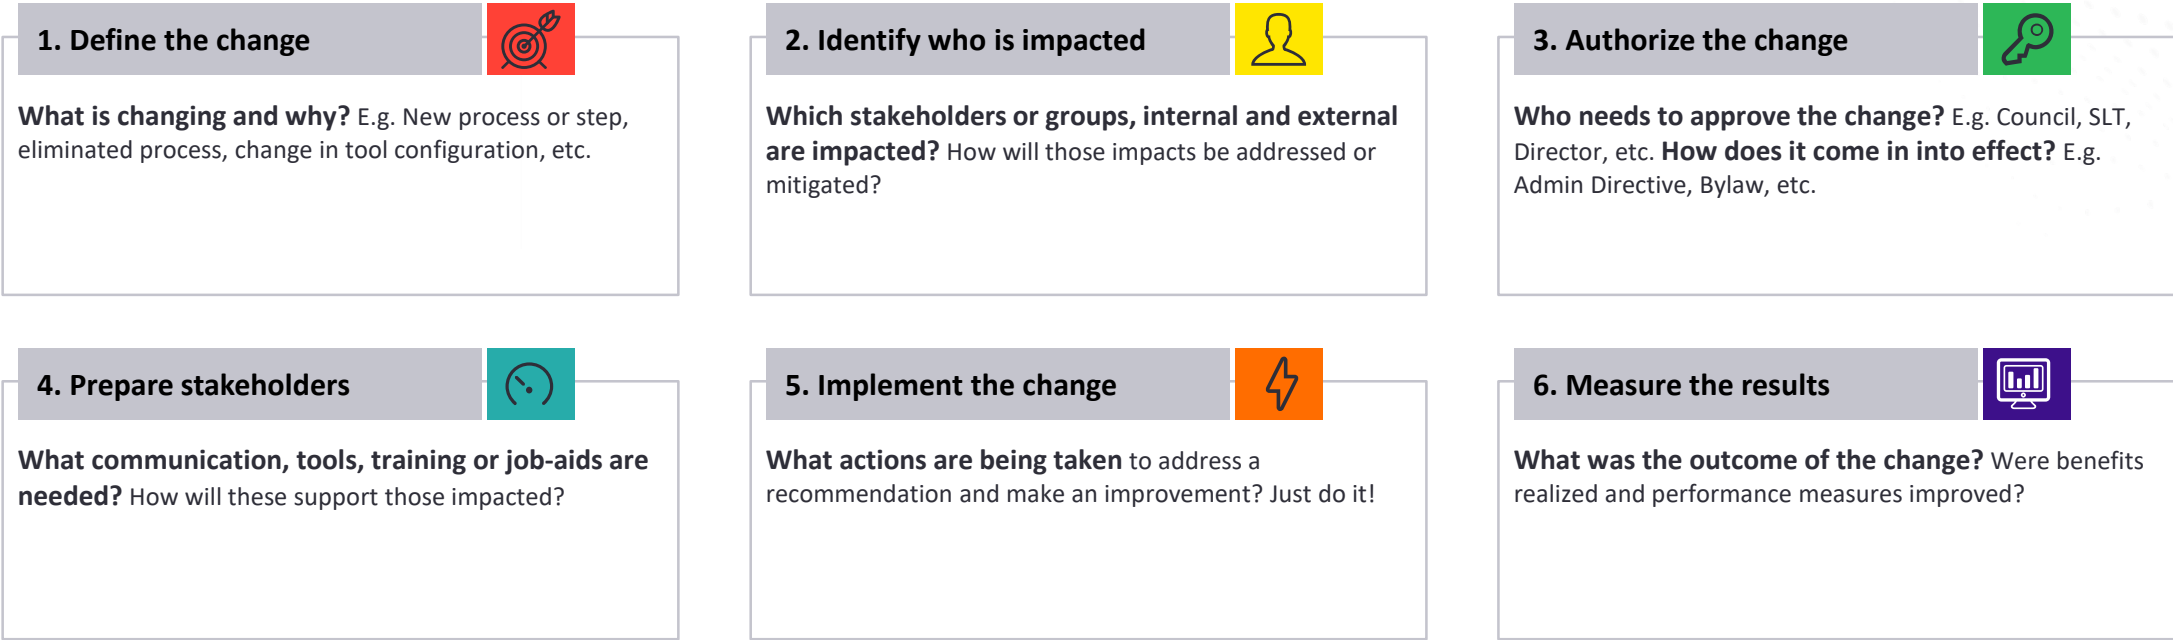 1. Define the change
What is changing and why? E.g. New process or step,
eliminated process, change in tool configuration, etc.
2. Identify who is impacted
Which stakeholders or groups, internal and external
are impacted? How will those impacts be addressed or
mitigated?
3. Authorize the change
Who needs to approve the change? E.g. Council, SLT,
Director, etc. How does it come in into effect? E.g.
Admin Directive, Bylaw, etc.
4. Prepare stakeholders
What communication, tools, training or job-aids are
needed? How will these support those impacted?
5. Implement the change
What actions are being taken to address a
recommendation and make an improvement? Just do it!
6. Measure the results
What was the outcome of the change? Were benefits
realized and performance measures improved?